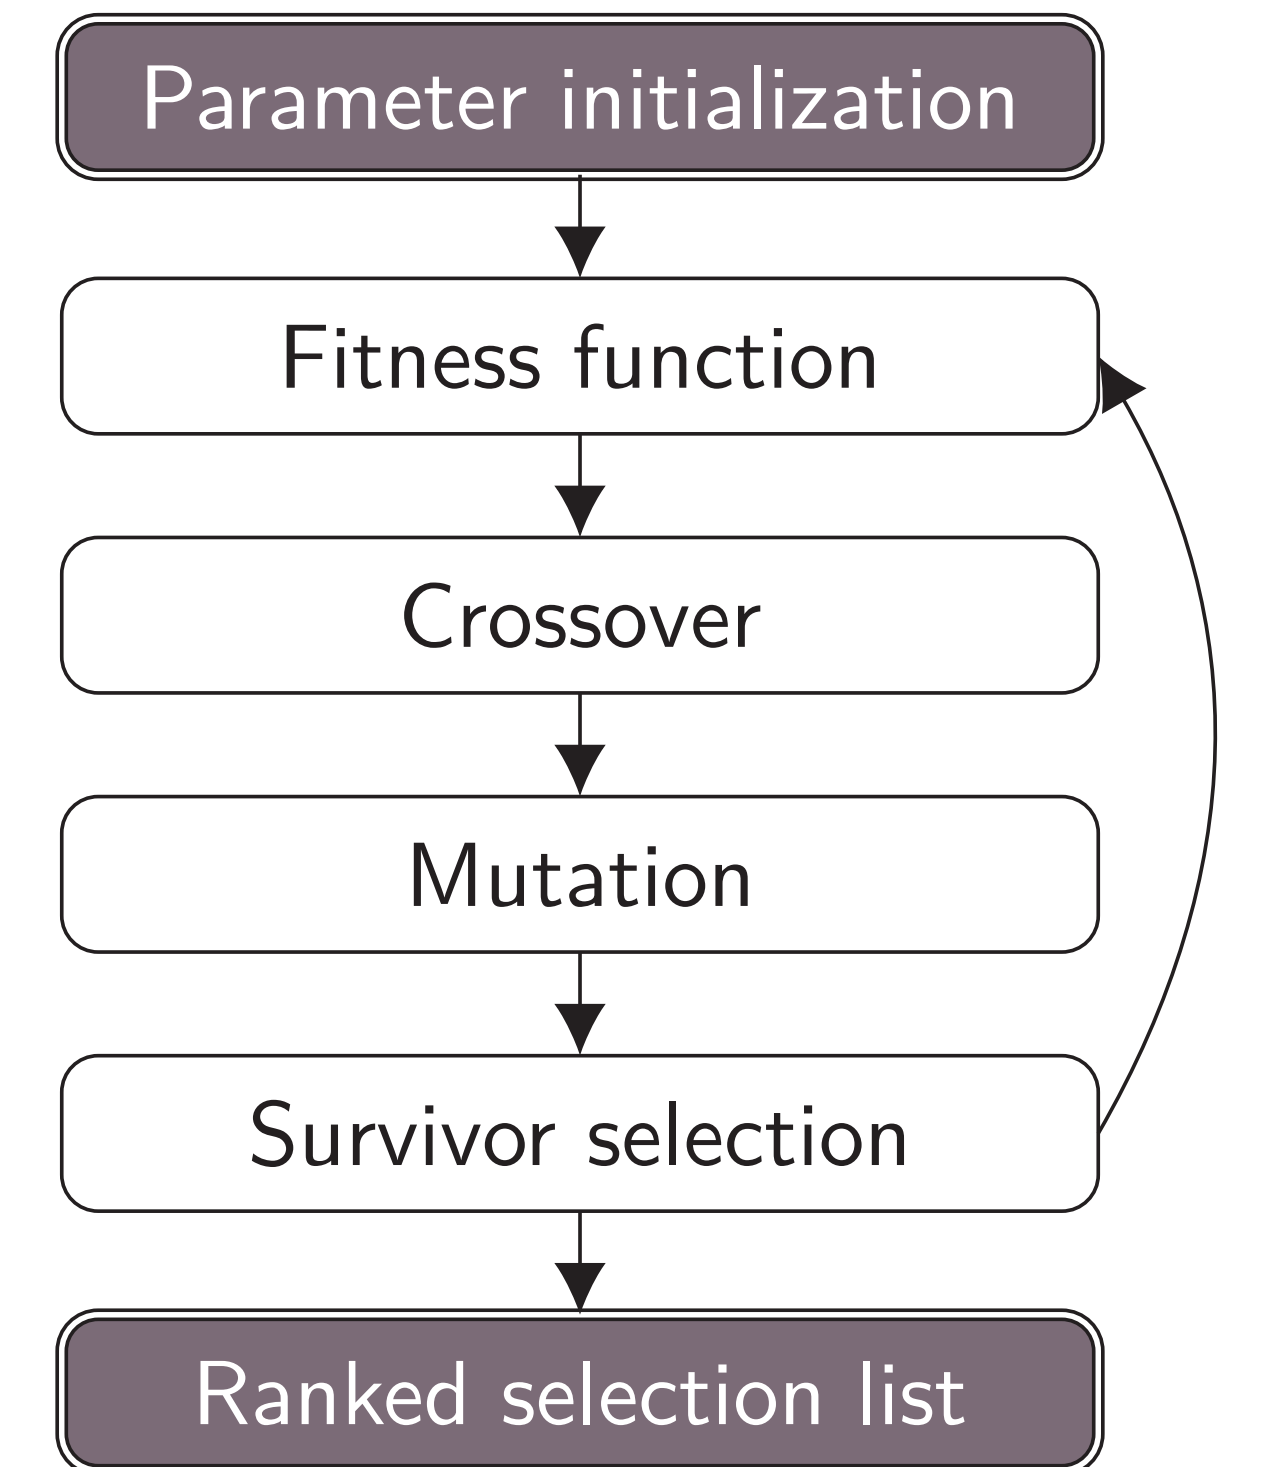 Parameter initialization
Fitness function
Crossover
Mutation
Survivor selection
Ranked selection list